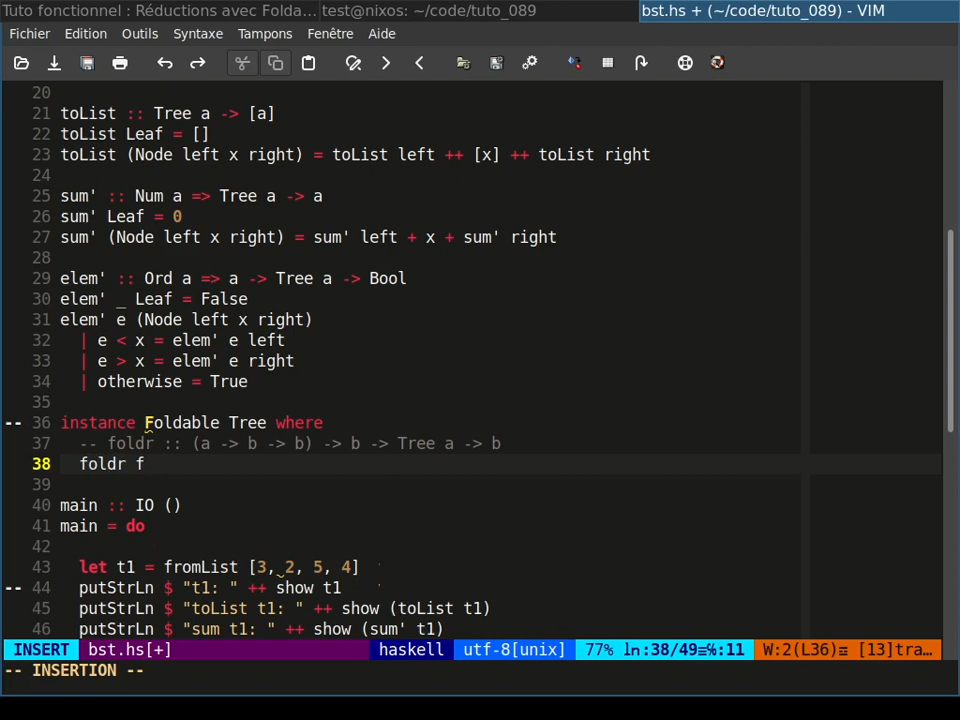 Tuto fonctionnel : Réductions avec Folda… test@nixos: ~/code/tuto_089 bst.hs + (~/code/tuto_089) - VIM
Fichier Edition Outils Syntaxe Tampons Fenêtre Aide
20
21 toList :: Tree a -> [a]
22 toList Leaf = []
23 toList (Node left x right) = toList left ++ [x] ++ toList right
24
25 sum' :: Num a => Tree a -> a
26 sum' Leaf = 0
27 sum' (Node left x right) = sum' left + x + sum' right
28
29 elem' :: Ord a => a -> Tree a -> Bool
30 elem' _ Leaf = False
31 elem' e (Node left x right)
32   | e < x = elem' e left
33   | e > x = elem' e right
34   | otherwise = True
35
-- 36 instance Foldable Tree where
37   -- foldr :: (a -> b -> b) -> b -> Tree a -> b
38   foldr f
39
40 main :: IO ()
41 main = do
42
43   let t1 = fromList [3, 2, 5, 4]
-- 44   putStrLn $ "t1: " ++ show t1
45   putStrLn $ "toList t1: " ++ show (toList t1)
46   putStrLn $ "sum t1: " ++ show (sum' t1)
INSERT bst.hs[+] haskell utf-8[unix] 77% ln:38/49≡℅:11 W:2(L36)☲ [13]tra…
-- INSERTION --